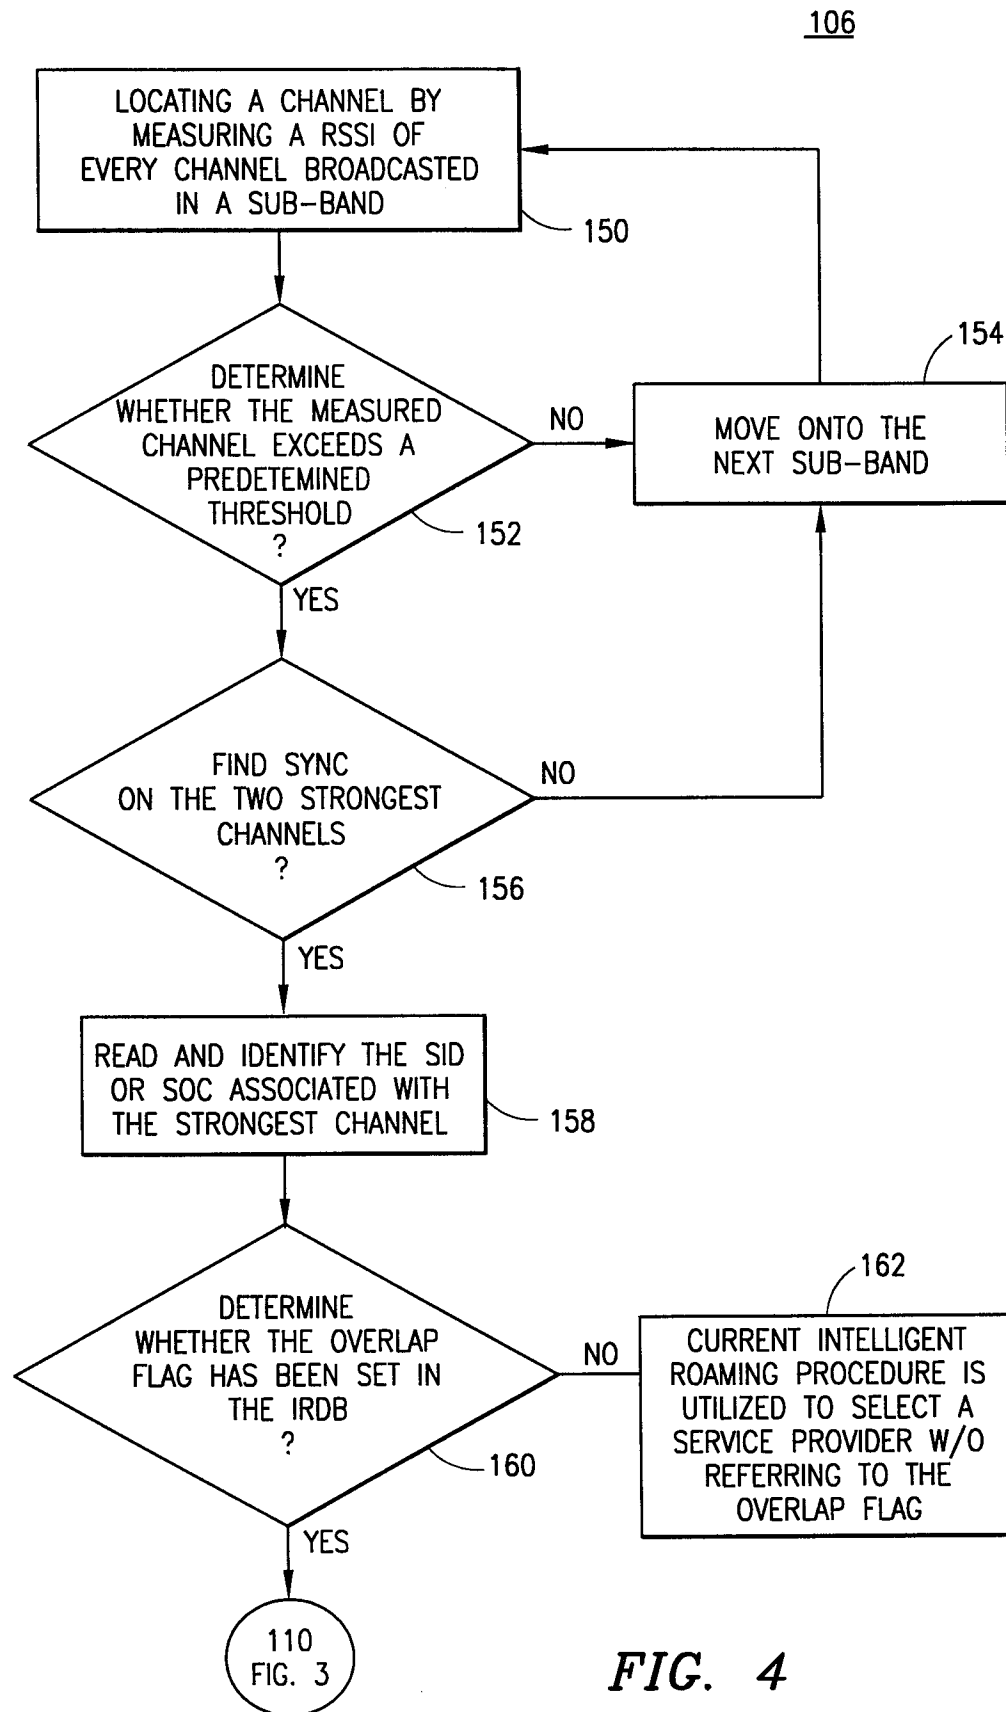 106
LOCATING A CHANNEL BY
MEASURING A RSSI OF
EVERY CHANNEL BROADCASTED
IN A SUB-BAND
150
154
DETERMINE
WHETHER THE MEASURED
CHANNEL EXCEEDS A
PREDETEMINED
THRESHOLD
?
NO
MOVE ONTO THE
NEXT SUB-BAND
152
YES
FIND SYNC
ON THE TWO STRONGEST
CHANNELS
?
NO
156
YES
READ AND IDENTIFY THE SID
OR SOC ASSOCIATED WITH
THE STRONGEST CHANNEL
158
162
DETERMINE
WHETHER THE OVERLAP
FLAG HAS BEEN SET IN
THE IRDB
?
NO
CURRENT INTELLIGENT
ROAMING PROCEDURE IS
UTILIZED TO SELECT A
SERVICE PROVIDER W/O
REFERRING TO THE
OVERLAP FLAG
160
YES
110
FIG. 3
FIG. 4